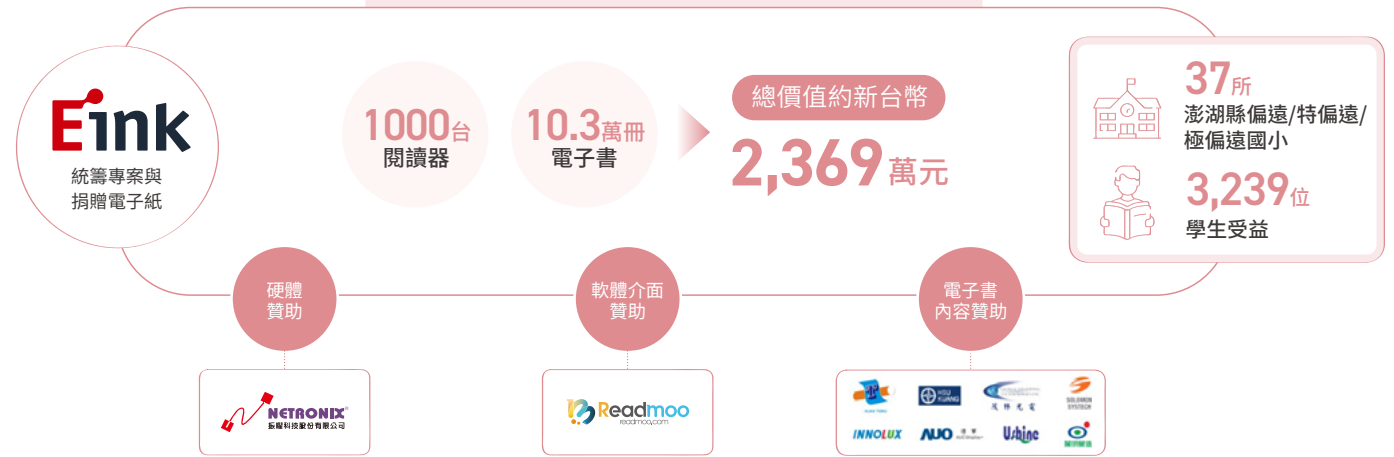 Eink
統籌專案與
捐贈電子紙
1000台
閱讀器
10.3萬冊
電子書
總價值約新台幣
2,369萬元
37所
澎湖縣偏遠/特偏遠/
極偏遠國小
3,239位
學生受益
硬體
贊助
軟體介面
贊助
電子書
內容贊助
NETRONIX®
振曜科技股份有限公司
Readmoo
readmoo.com
HSU
KUANG
SOLOMON
SYSTECH
INNOLUX
AUO
Ushine